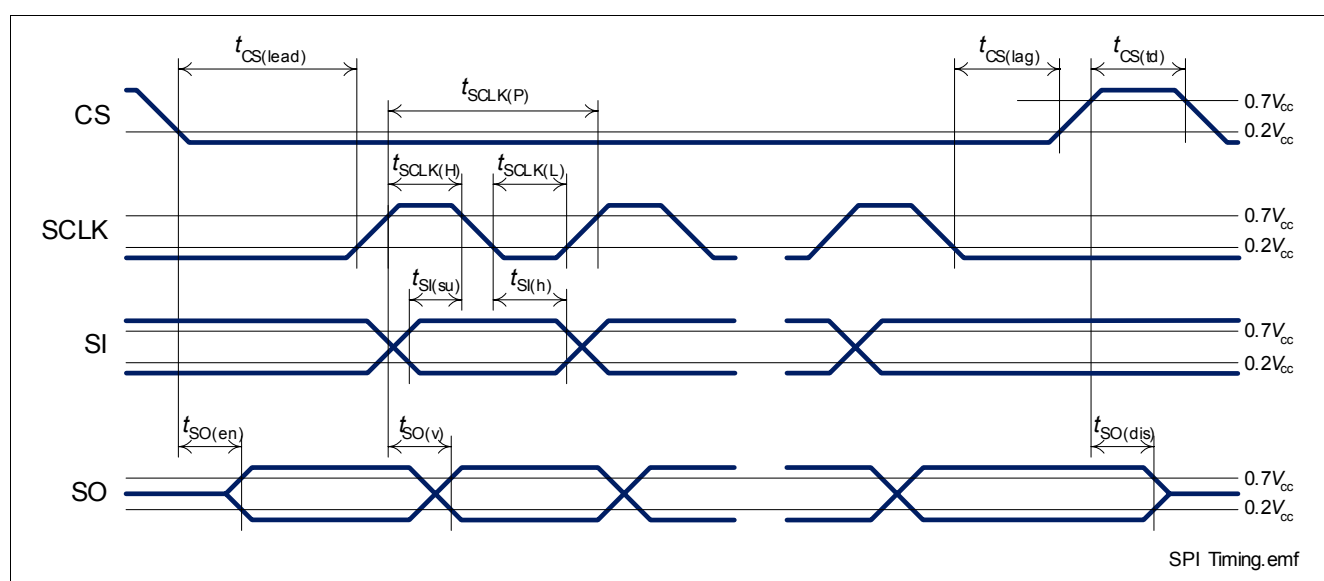 tCS(lead)
tCS(lag)
tCS(td)
tSCLK(P)
CS
0.7Vcc
0.2Vcc
tSCLK(H)
tSCLK(L)
SCLK
0.7Vcc
0.2Vcc
tSI(su)
tSI(h)
SI
0.7Vcc
0.2Vcc
tSO(en)
tSO(v)
tSO(dis)
SO
0.7Vcc
0.2Vcc
SPI Timing.emf